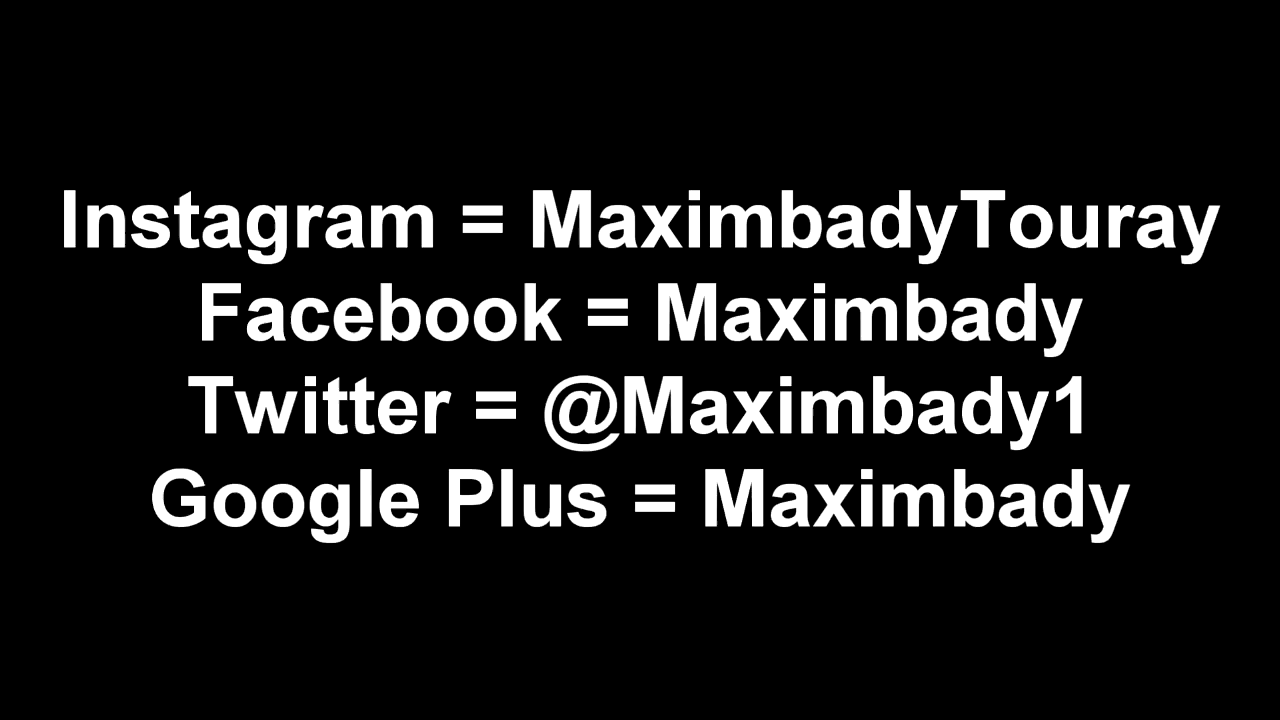 Instagram = MaximbadyTouray
Facebook = Maximbady
Twitter = @Maximbady1
Google Plus = Maximbady